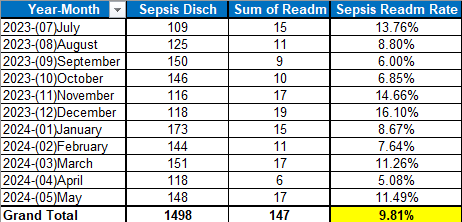 Year-Month Sepsis Disch Sum of Readm Sepsis Readm Rate
2023-(07)July 109 15 13.76%
2023-(08)August 125 11 8.80%
2023-(09)September 150 9 6.00%
2023-(10)October 146 10 6.85%
2023-(11)November 116 17 14.66%
2023-(12)December 118 19 16.10%
2024-(01)January 173 15 8.67%
2024-(02)February 144 11 7.64%
2024-(03)March 151 17 11.26%
2024-(04)April 118 6 5.08%
2024-(05)May 148 17 11.49%
Grand Total 1498 147 9.81%